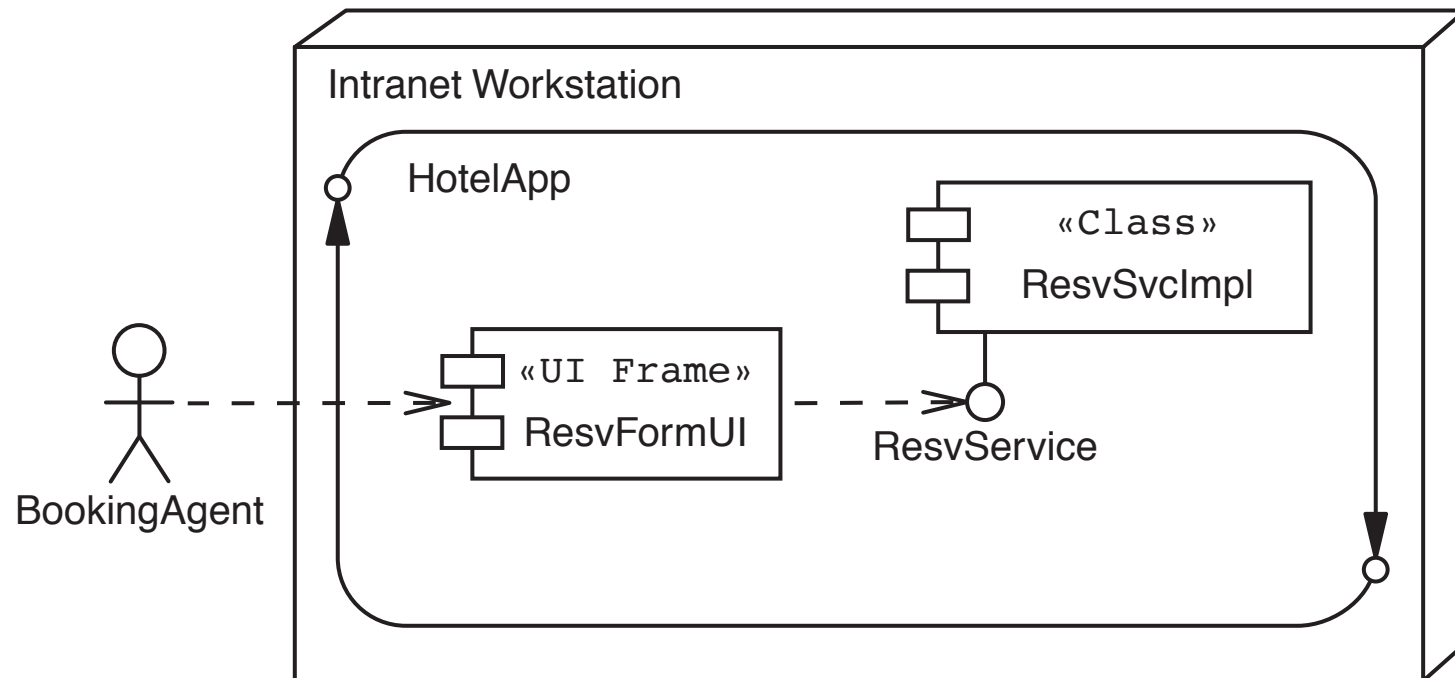 Intranet Workstation
HotelApp
«Class»
ResvSvcImpl
«UI Frame»
ResvFormUI
ResvService
BookingAgent